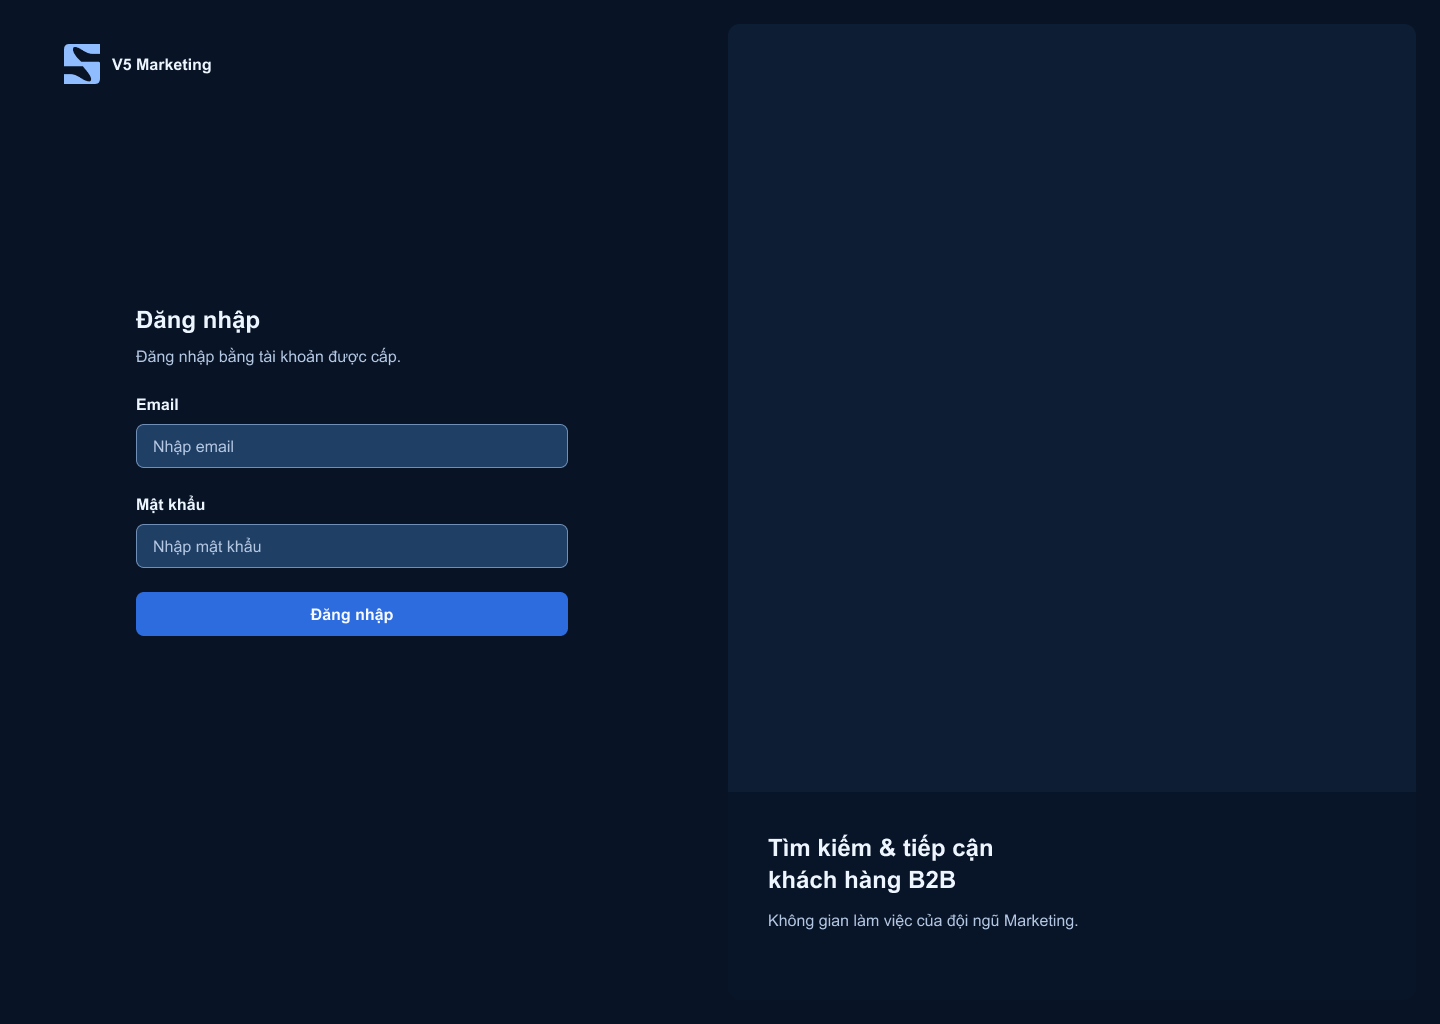 V5 Marketing
Đăng nhập
Đăng nhập bằng tài khoản được cấp.
Email
Nhập email
Mật khẩu
Nhập mật khẩu
Đăng nhập
Tìm kiếm & tiếp cận
khách hàng B2B
Không gian làm việc của đội ngũ Marketing.